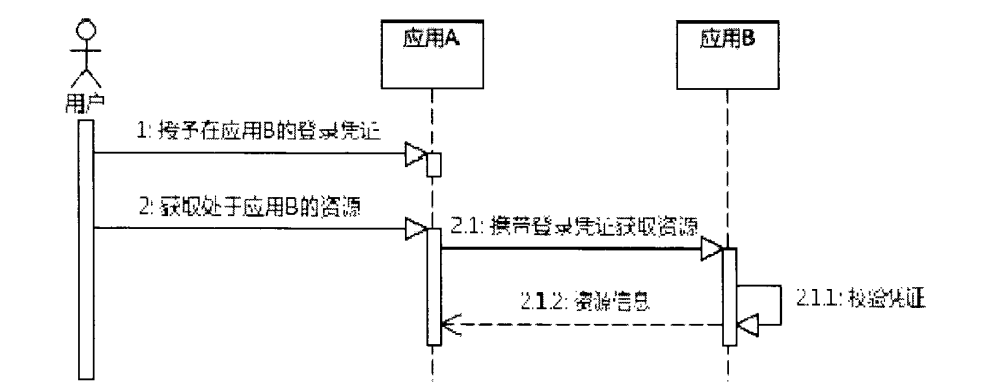 应用A
应用B
用户
1: 授予在应用B的登录凭证
2: 获取处于应用B的资源
2.1: 携带登录凭证获取资源
2.1.1: 校验凭证
2.1.2: 资源信息